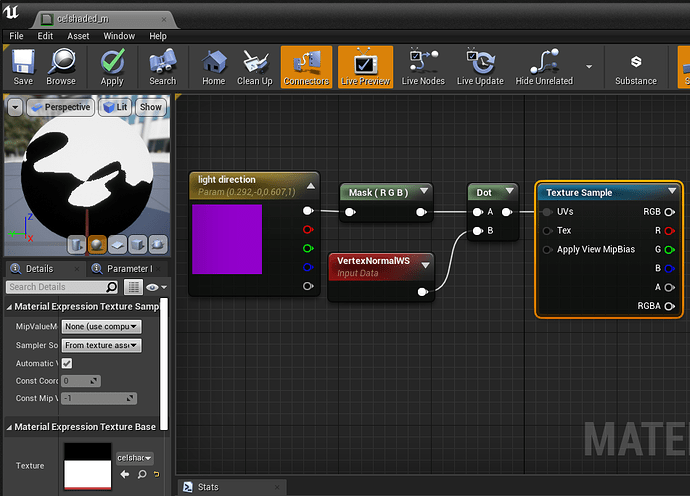 celshaded_m
File Edit Asset Window Help
Save Browse Apply Search Home Clean Up Connectors Live Preview Live Nodes Live Update Hide Unrelated Substance
Perspective Lit Show
Z
Y
X
Details Parameter
Search Details
Material Expression Texture Samp
MipValueM None (use compu
Sampler So From texture asse
Automatic
Const Coord 0
Const Mip V -1
Material Expression Texture Base
Texture celshad
light direction
Param (0.292,-0,0.607,1)
Mask ( R G B )
VertexNormalWS
Input Data
Dot
A
B
Texture Sample
UVs RGB
Tex R
Apply View MipBias G
B
A
RGBA
MATE
Stats